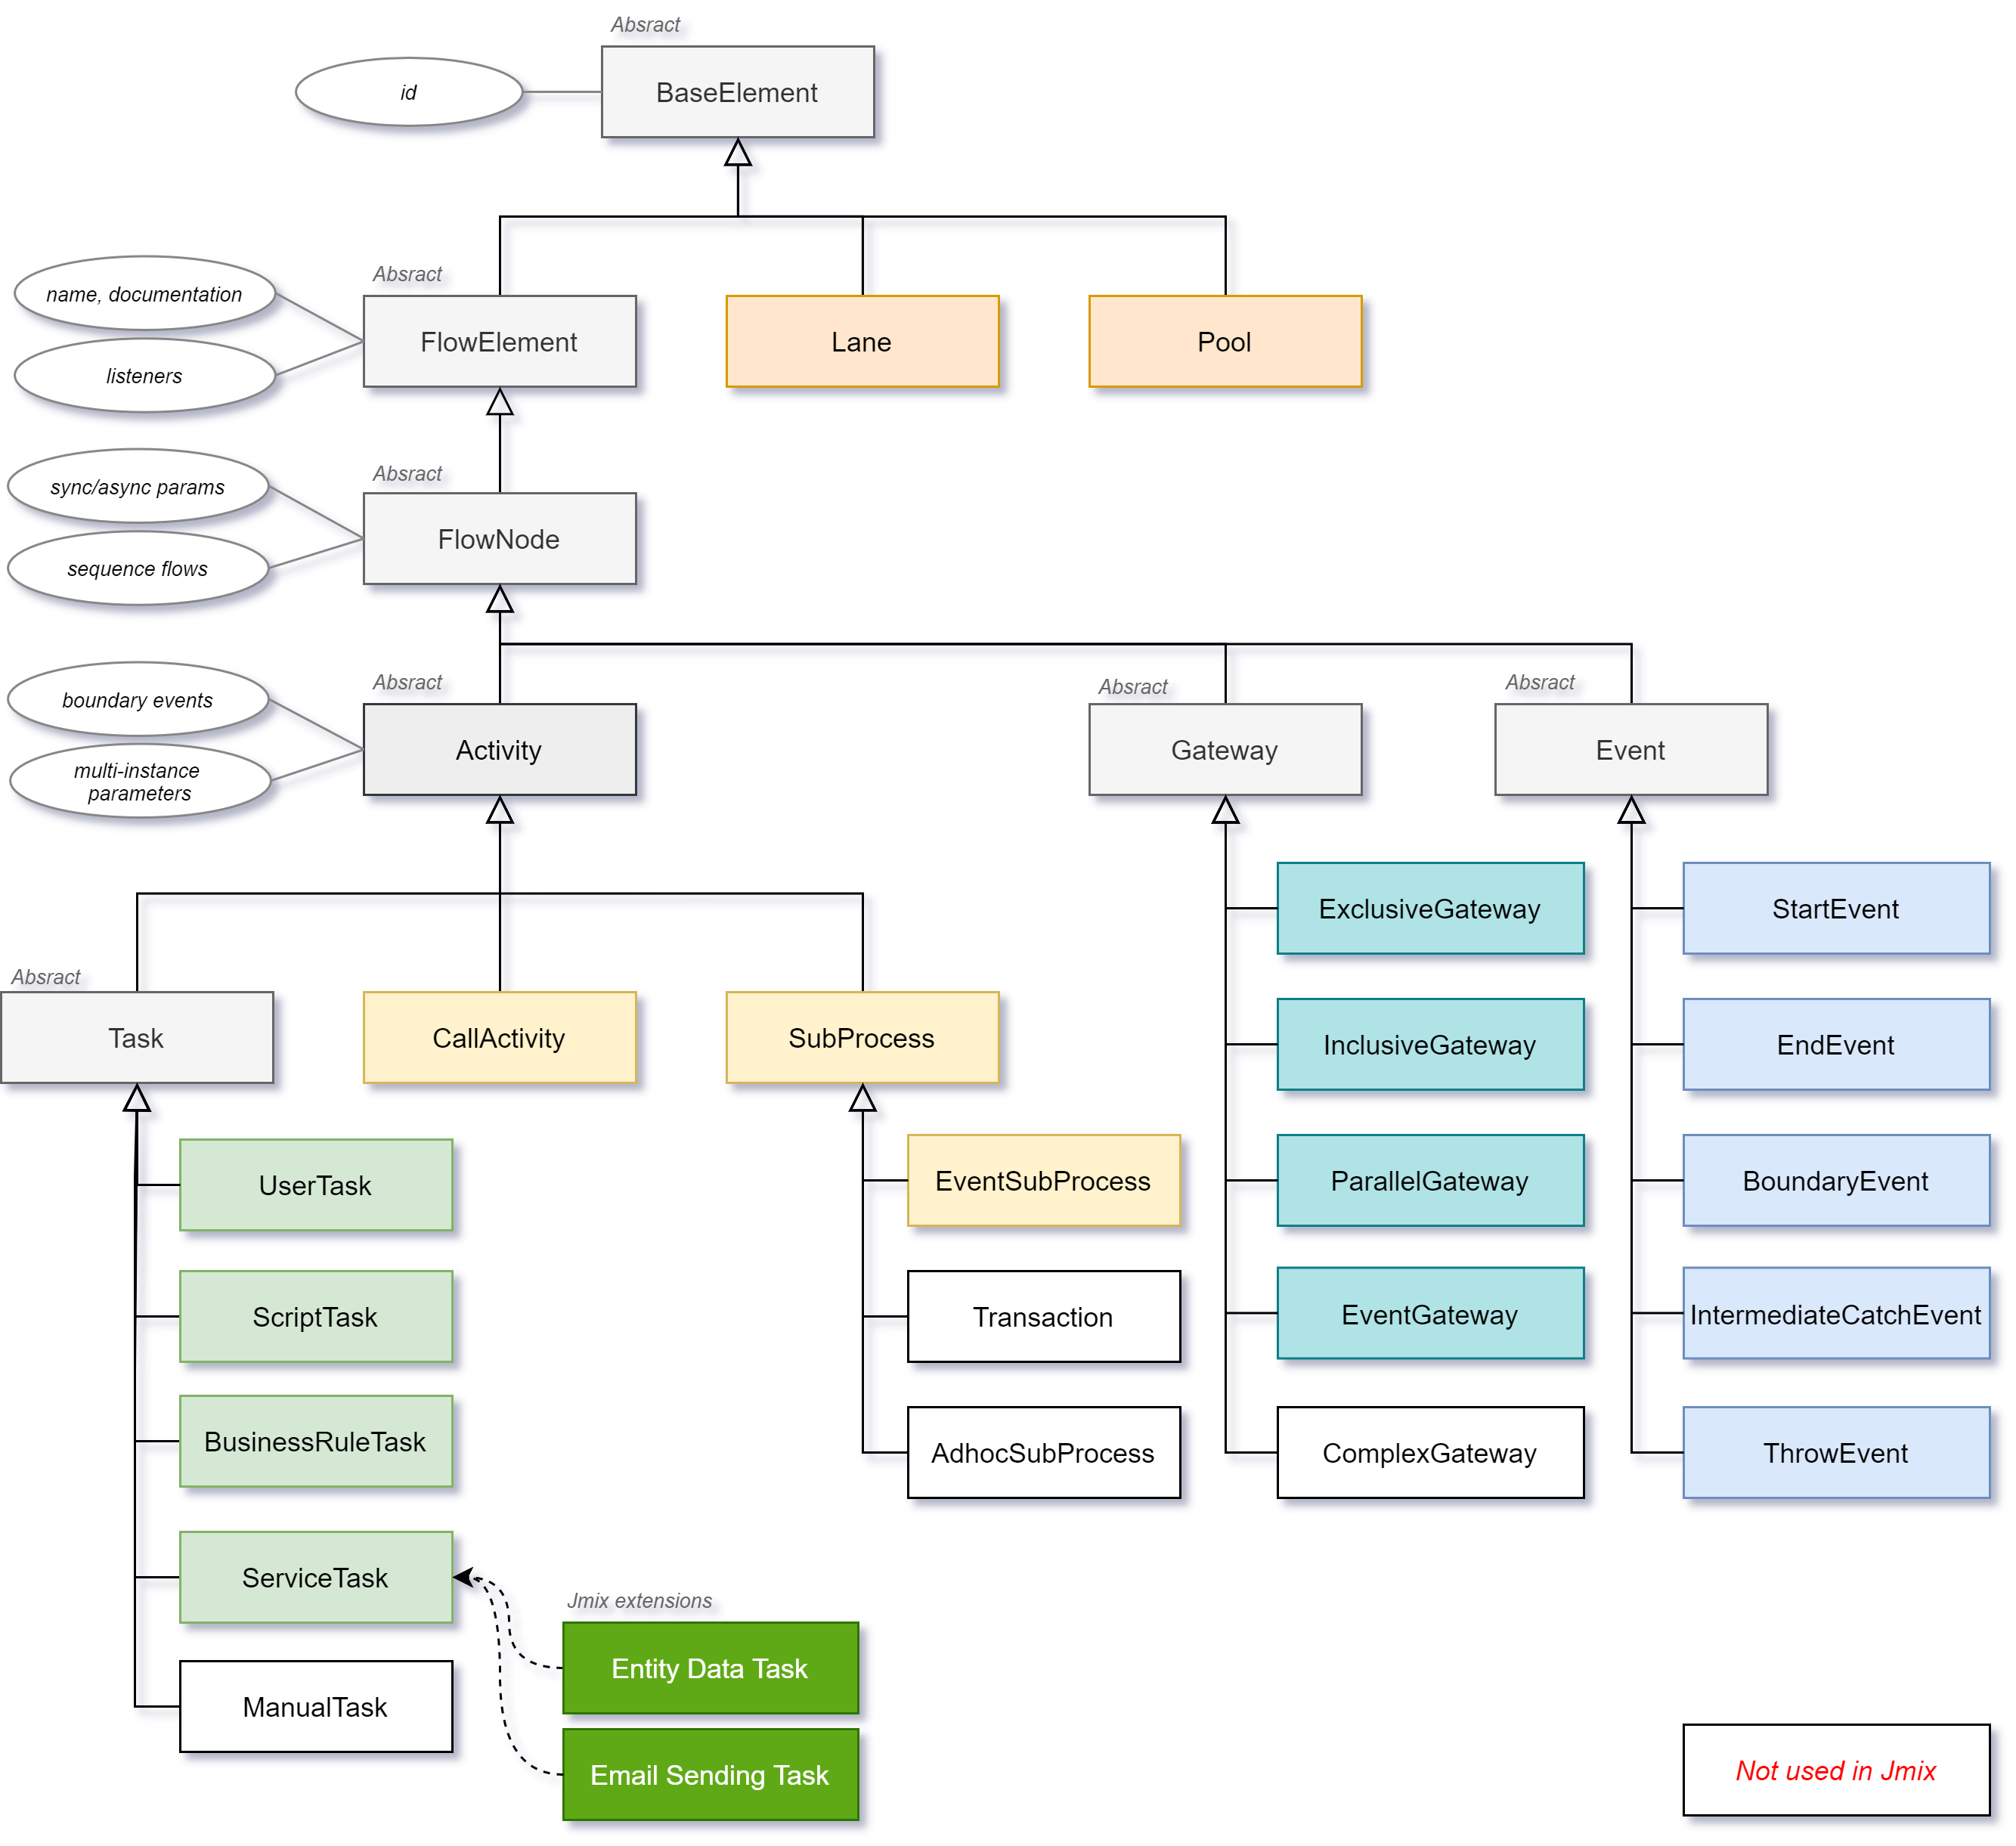 Absract
id
BaseElement
Absract
name, documentation
listeners
FlowElement
Lane
Pool
Absract
sync/async params
sequence flows
FlowNode
Absract
Absract
Absract
boundary events
multi-instance
parameters
Activity
Gateway
Event
Absract
Task
CallActivity
SubProcess
ExclusiveGateway
StartEvent
InclusiveGateway
EndEvent
UserTask
EventSubProcess
ParallelGateway
BoundaryEvent
ScriptTask
Transaction
EventGateway
IntermediateCatchEvent
BusinessRuleTask
AdhocSubProcess
ComplexGateway
ThrowEvent
ServiceTask
Jmix extensions
Entity Data Task
ManualTask
Email Sending Task
Not used in Jmix